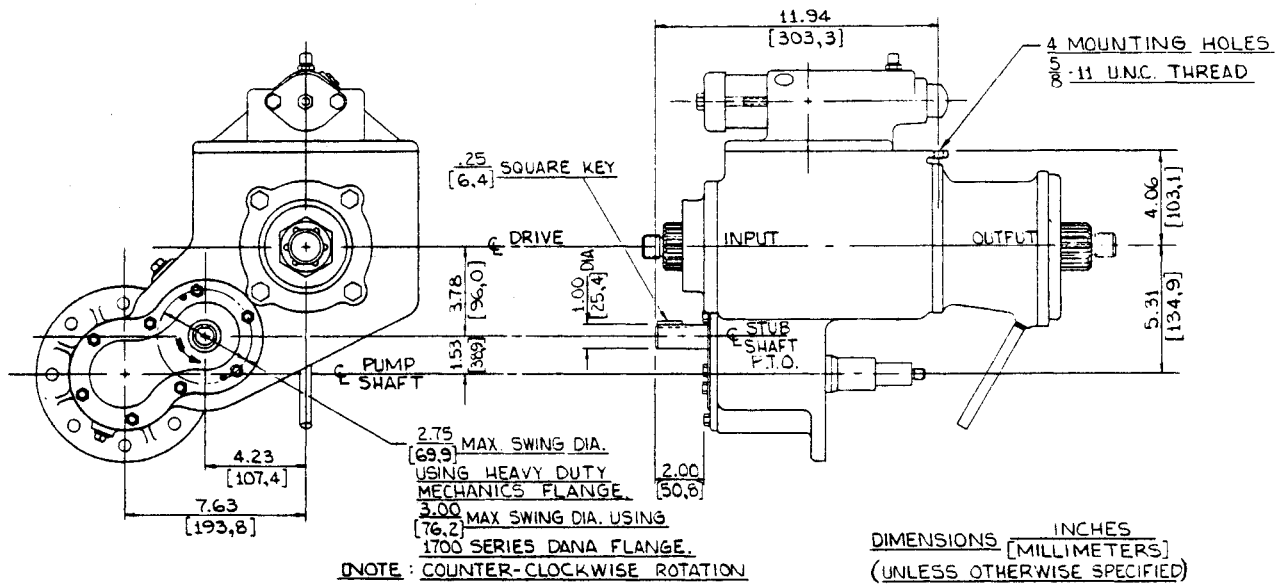 11.94
[303,3]
4 MOUNTING HOLES
5/8 -11 U.N.C. THREAD
.25
[6,4] SQUARE KEY
4.06
[103,1]
℄ DRIVE
INPUT
OUTPUT
3.78
[96,0]
1.00 DIA
[25,4]
5.31
[134,9]
1.53
[38,9]
℄ PUMP
SHAFT
℄ STUB
SHAFT
P.T.O.
4.23
[107,4]
7.63
[193,8]
2.75
[69,9] MAX. SWING DIA.
USING HEAVY DUTY
MECHANICS FLANGE.
3.00
[76,2] MAX SWING DIA. USING
1700 SERIES DANA FLANGE.
NOTE : COUNTER-CLOCKWISE ROTATION
2.00
[50,8]
DIMENSIONS INCHES
[MILLIMETERS]
(UNLESS OTHERWISE SPECIFIED)